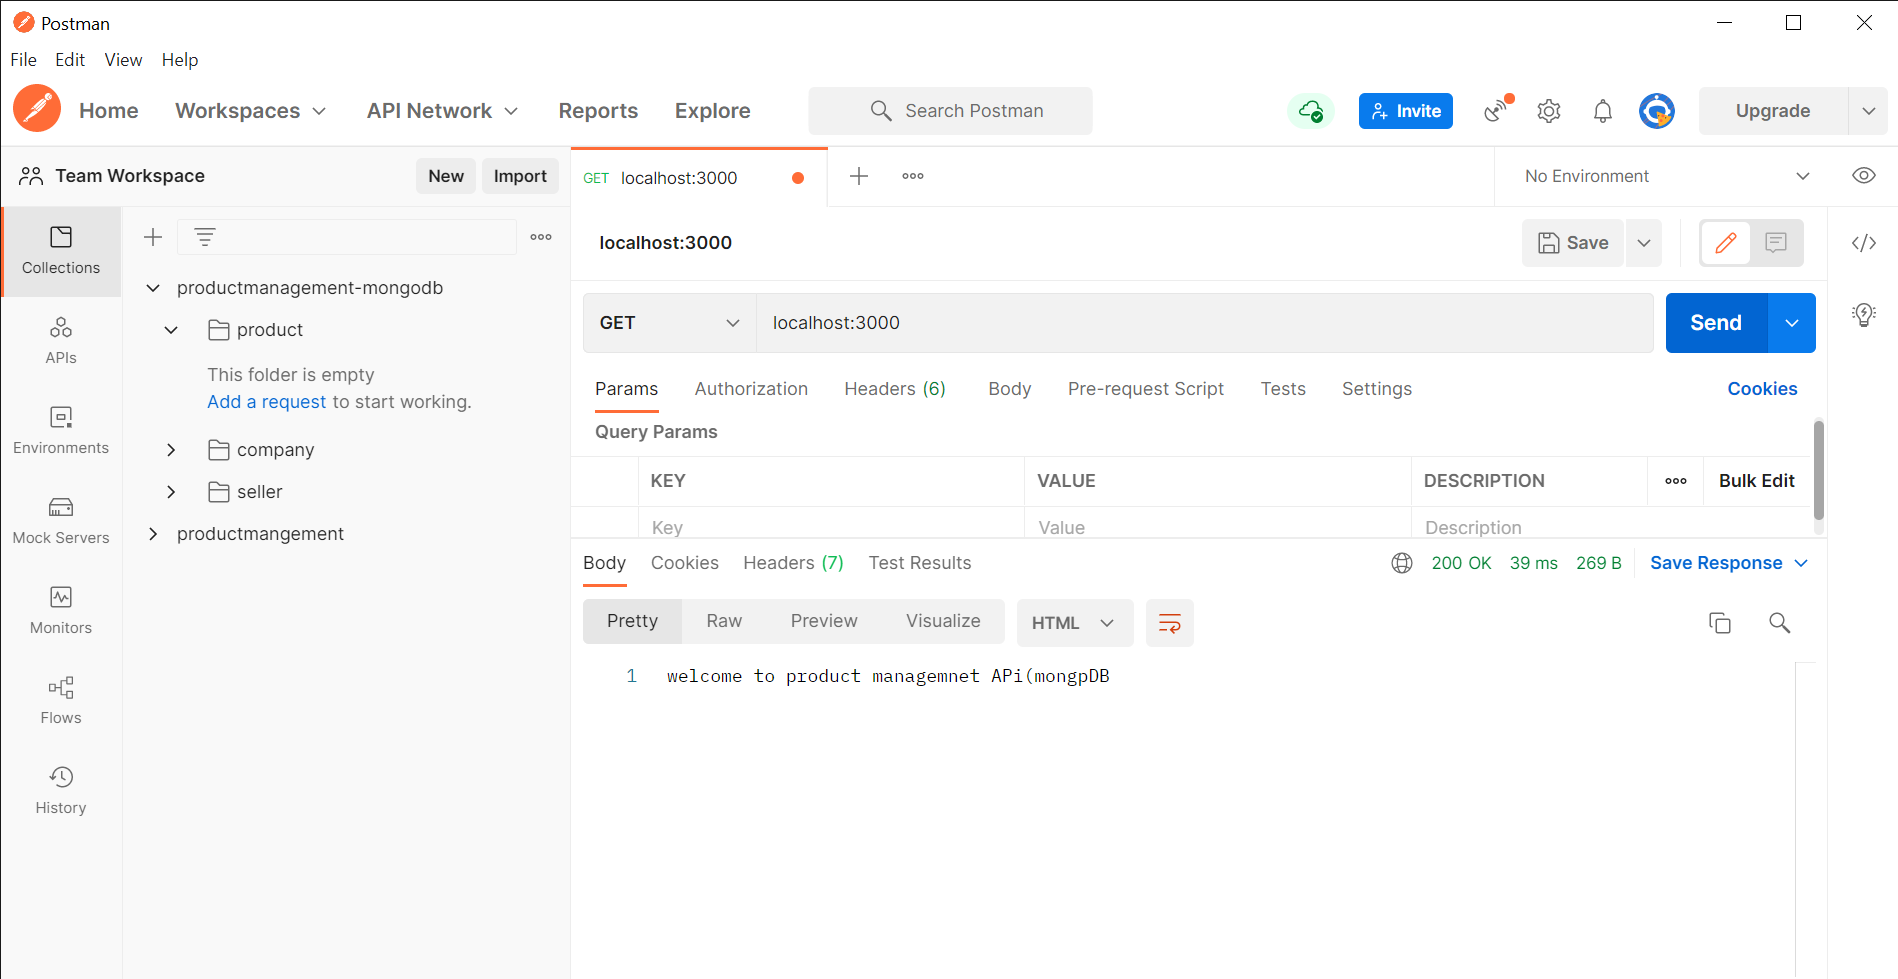 Postman
File Edit View Help
Home Workspaces API Network Reports Explore Search Postman Invite Upgrade
Team Workspace New Import GET localhost:3000 No Environment
localhost:3000 Save
Collections
productmanagement-mongodb
GET localhost:3000 Send
product
APIs
This folder is empty
Add a request to start working.
Params Authorization Headers (6) Body Pre-request Script Tests Settings Cookies
Query Params
Environments
company
KEY VALUE DESCRIPTION Bulk Edit
seller
Key Value Description
Mock Servers
productmangement
Body Cookies Headers (7) Test Results 200 OK 39 ms 269 B Save Response
Pretty Raw Preview Visualize HTML
Monitors
1 welcome to product managemnet APi(mongpDB
Flows
History